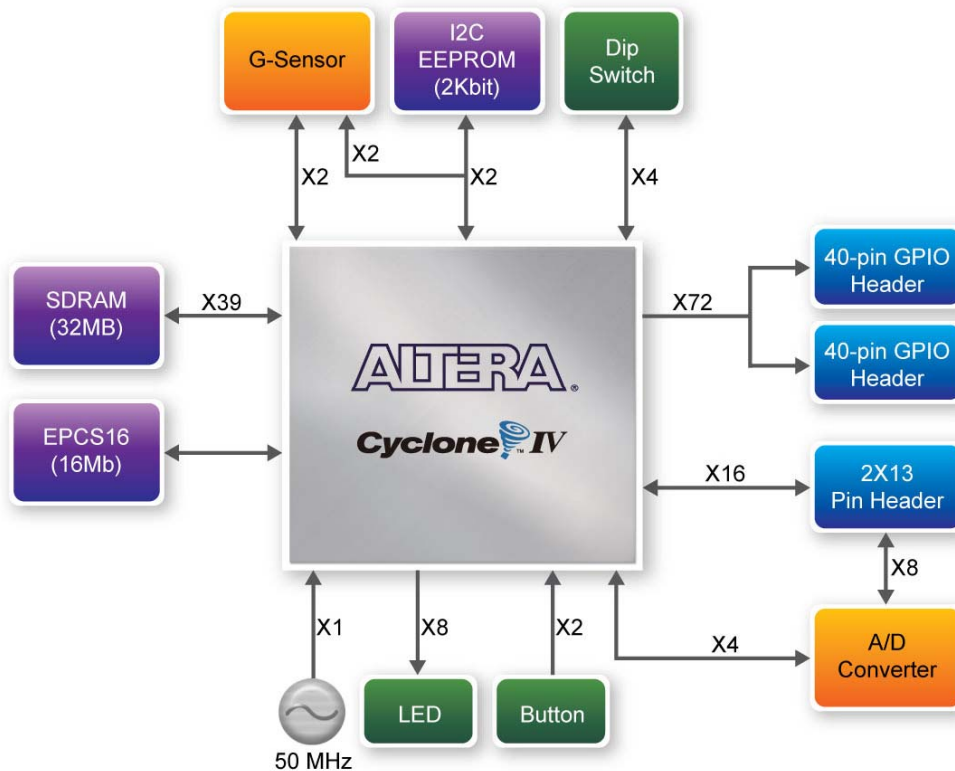 G-Sensor
I2C
EEPROM
(2Kbit)
Dip
Switch
X2
X2
X2
X4
SDRAM
(32MB)
X39
EPCS16
(16Mb)
ALTERA®
Cyclone™ IV
X72
40-pin GPIO
Header
40-pin GPIO
Header
X16
2X13
Pin Header
X8
X1
X8
X2
X4
A/D
Converter
50 MHz
LED
Button